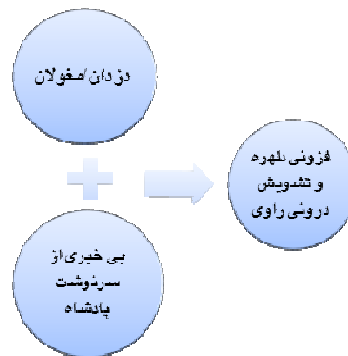 دزدان/مغولان
بی خبری از
سرنوشت
پادشاه
فزونی دلهره
و تشویش
درونی راوی